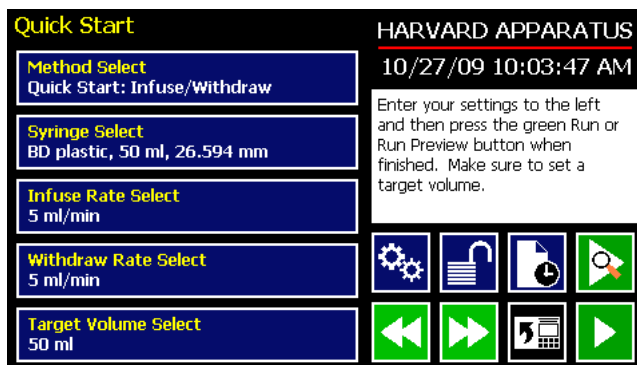 Quick Start
Method Select
Quick Start: Infuse/Withdraw
Syringe Select
BD plastic, 50 ml, 26.594 mm
Infuse Rate Select
5 ml/min
Withdraw Rate Select
5 ml/min
Target Volume Select
50 ml
HARVARD APPARATUS
10/27/09 10:03:47 AM
Enter your settings to the left
and then press the green Run or
Run Preview button when
finished. Make sure to set a
target volume.